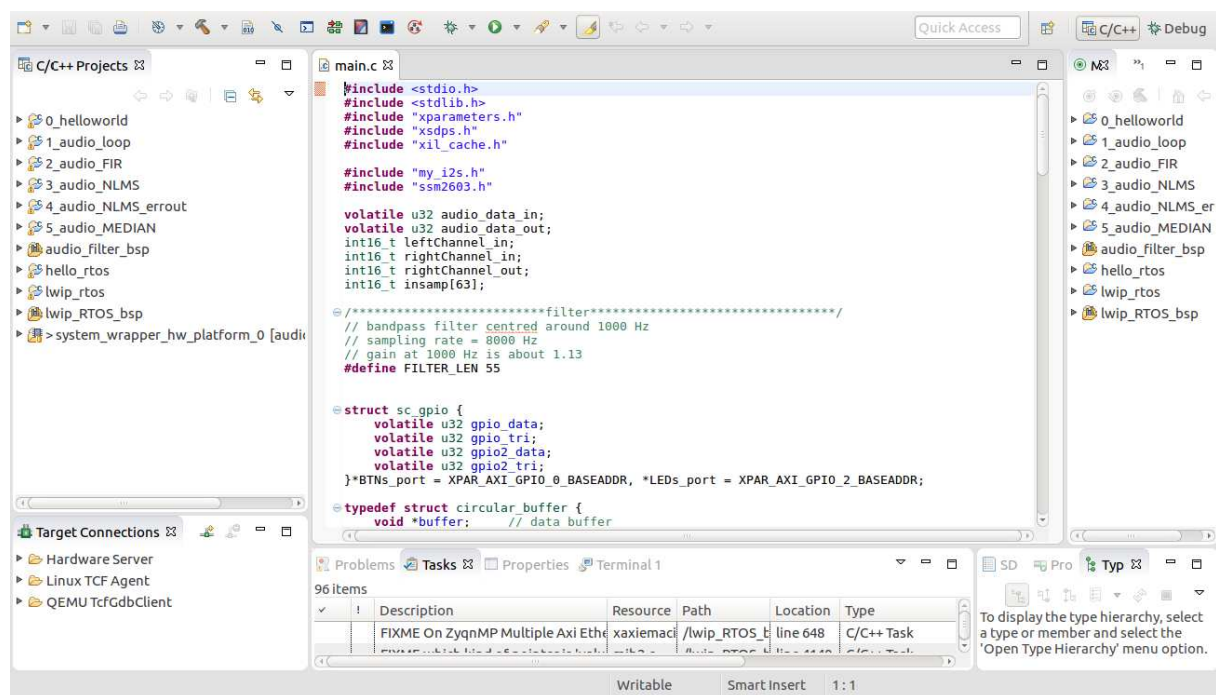 Quick Access
C/C++
Debug
C/C++ Projects
0_helloworld
1_audio_loop
2_audio_FIR
3_audio_NLMS
4_audio_NLMS_errout
5_audio_MEDIAN
audio_filter_bsp
hello_rtos
lwip_rtos
lwip_RTOS_bsp
> system_wrapper_hw_platform_0 [audi
Target Connections
Hardware Server
Linux TCF Agent
QEMU TcfGdbClient
main.c
#include <stdio.h>
#include <stdlib.h>
#include "xparameters.h"
#include "xsdps.h"
#include "xil_cache.h"
#include "my_i2s.h"
#include "ssm2603.h"
volatile u32 audio_data_in;
volatile u32 audio_data_out;
int16_t leftChannel_in;
int16_t rightChannel_in;
int16_t rightChannel_out;
int16_t insamp[63];
/**************************filter*********************************/
// bandpass filter centred around 1000 Hz
// sampling rate = 8000 Hz
// gain at 1000 Hz is about 1.13
#define FILTER_LEN 55
struct sc_gpio {
volatile u32 gpio_data;
volatile u32 gpio_tri;
volatile u32 gpio2_data;
volatile u32 gpio2_tri;
}*BTNs_port = XPAR_AXI_GPIO_0_BASEADDR, *LEDs_port = XPAR_AXI_GPIO_2_BASEADDR;
typedef struct circular_buffer {
void *buffer; // data buffer
0_helloworld
1_audio_loop
2_audio_FIR
3_audio_NLMS
4_audio_NLMS_er
5_audio_MEDIAN
audio_filter_bsp
hello_rtos
lwip_rtos
lwip_RTOS_bsp
Problems Tasks Properties Terminal 1
96 items
! Description Resource Path Location Type
FIXME On ZyqnMP Multiple Axi Ethe xaxiemaci /lwip_RTOS_b line 648 C/C++ Task
SD Pro Typ
To display the type hierarchy, select
a type or member and select the
'Open Type Hierarchy' menu option.
Writable Smart Insert 1 : 1